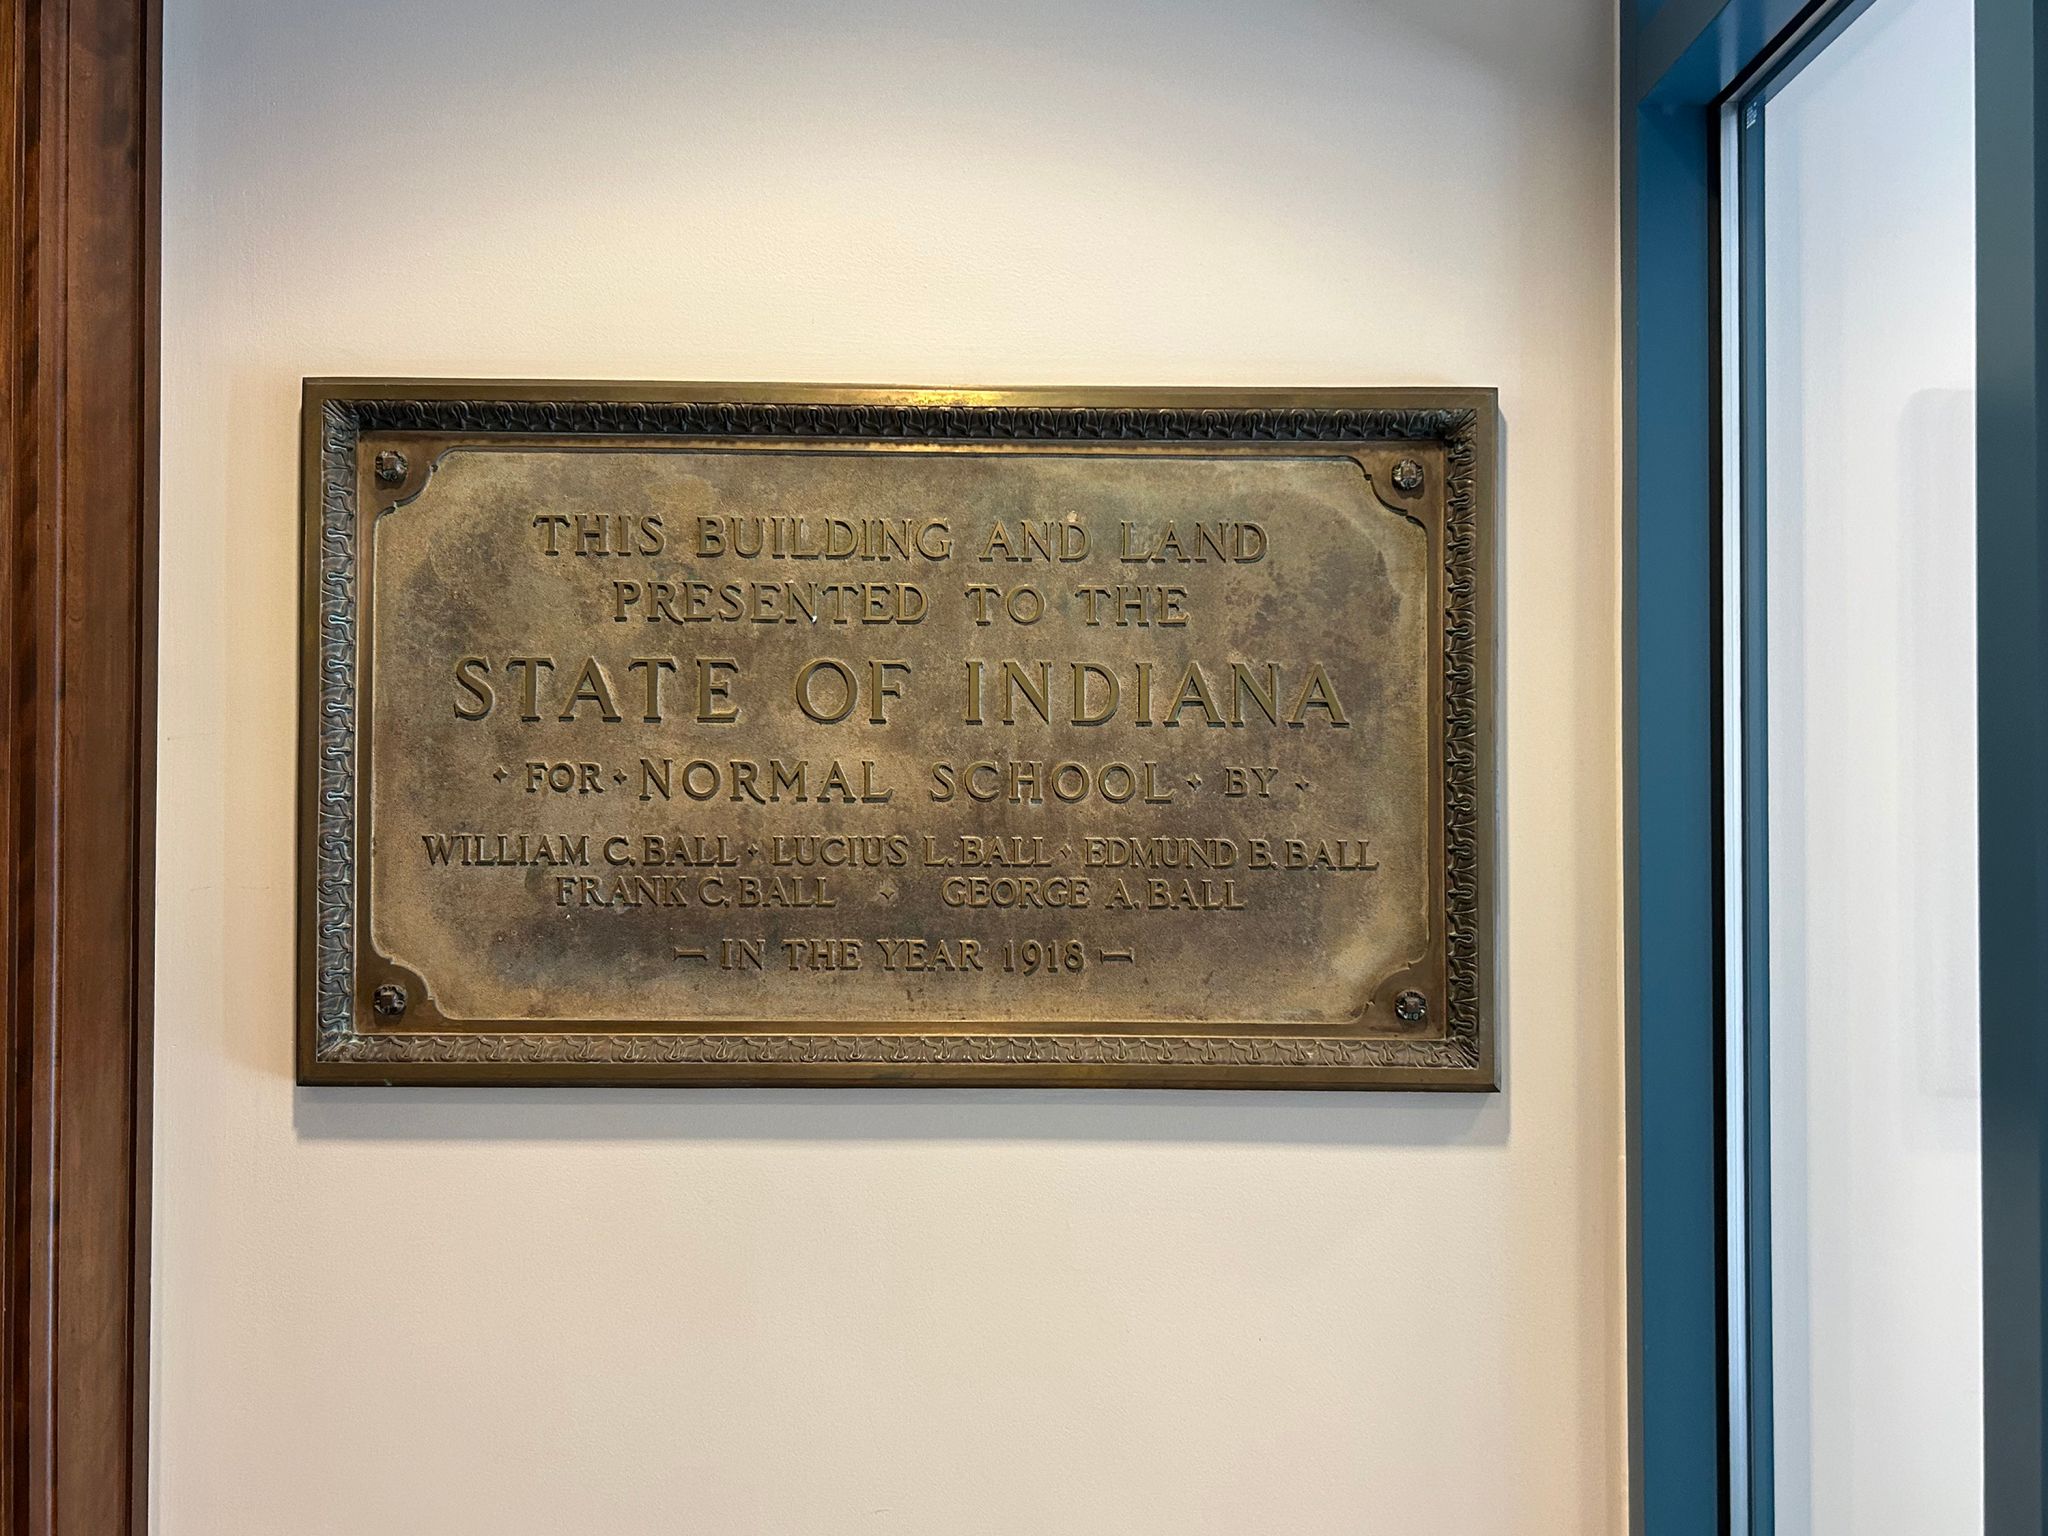 THIS BUILDING AND LAND
PRESENTED TO THE
STATE OF INDIANA
· FOR · NORMAL SCHOOL · BY ·
WILLIAM C. BALL · LUCIUS L. BALL · EDMUND B. BALL
FRANK C. BALL · GEORGE A. BALL
— IN THE YEAR 1918 —